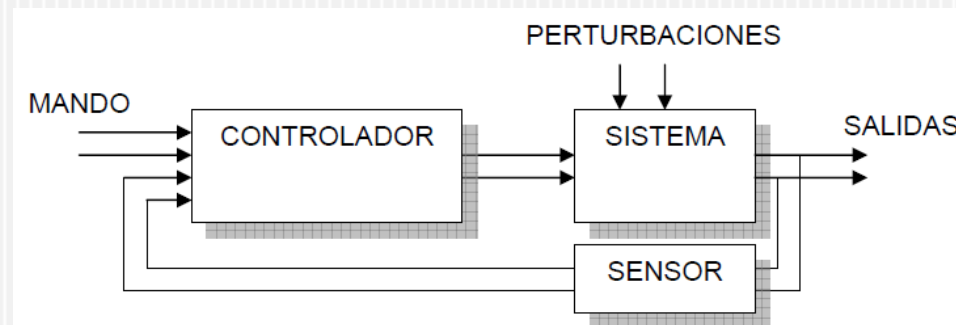 PERTURBACIONES
MANDO
CONTROLADOR
SISTEMA
SALIDAS
SENSOR